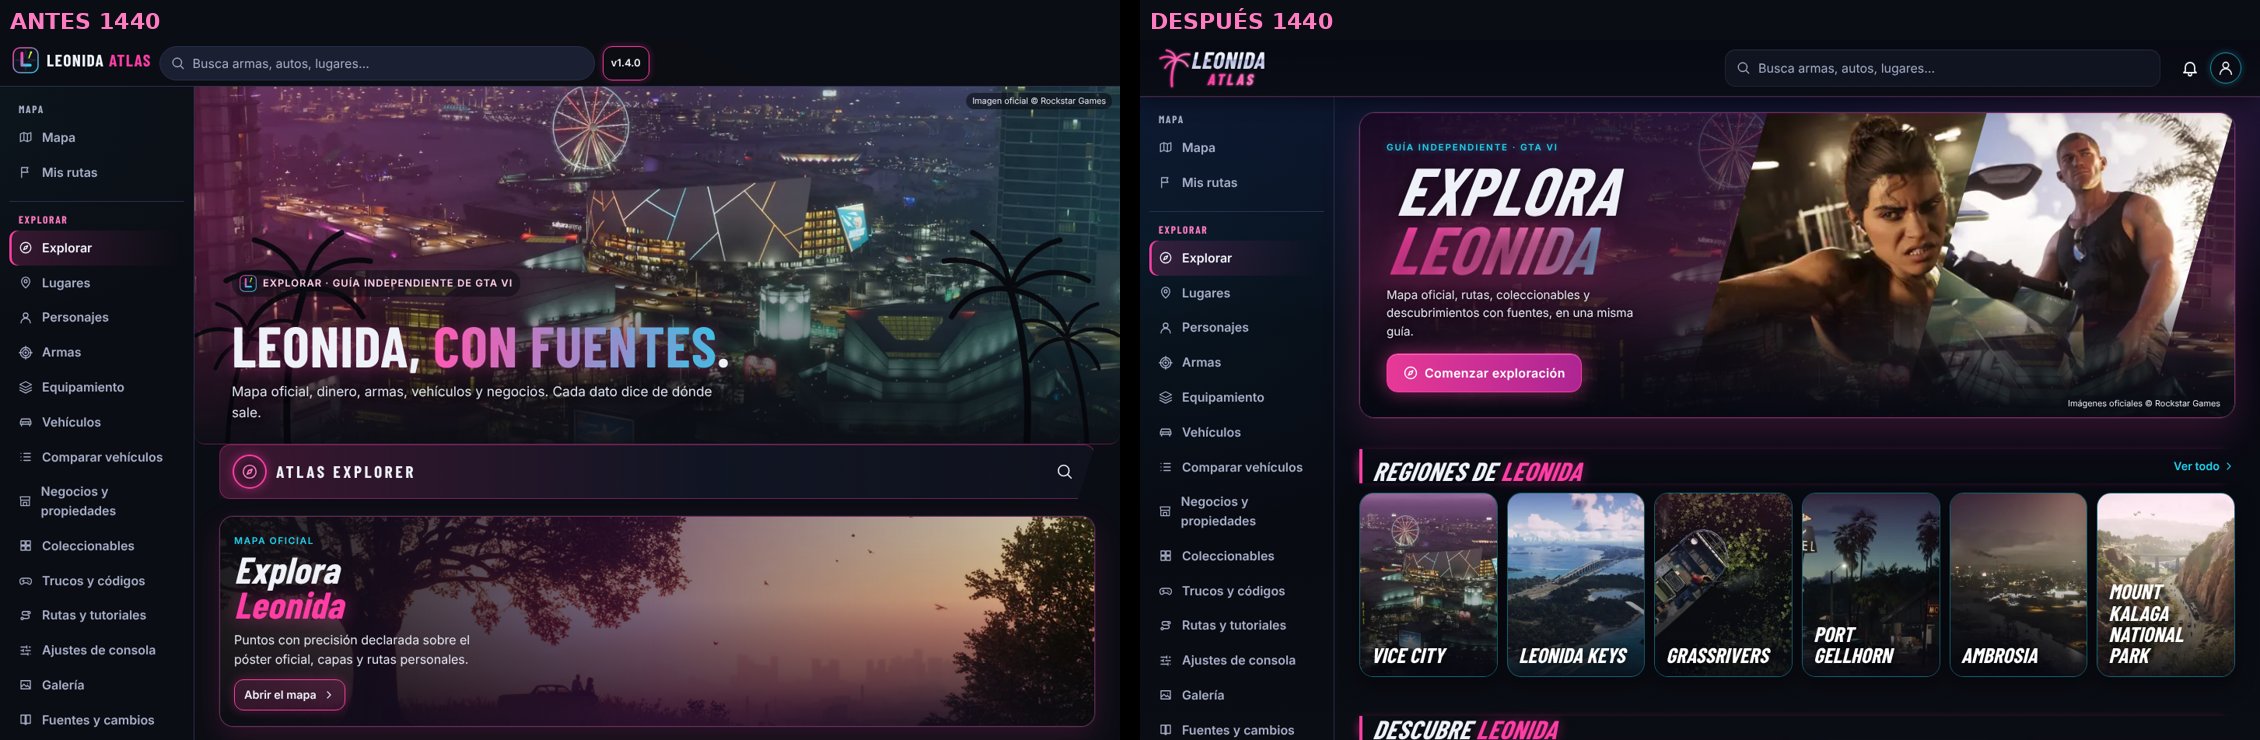 ANTES 1440
LEONIDA ATLAS
Busca armas, autos, lugares...
v1.4.0
MAPA
Mapa
Mis rutas
EXPLORAR
Explorar
Lugares
Personajes
Armas
Equipamiento
Vehículos
Comparar vehículos
Negocios y
propiedades
Coleccionables
Trucos y códigos
Rutas y tutoriales
Ajustes de consola
Galería
Fuentes y cambios
Imagen oficial © Rockstar Games
EXPLORAR · GUÍA INDEPENDIENTE DE GTA VI
LEONIDA, CON FUENTES.
Mapa oficial, dinero, armas, vehículos y negocios. Cada dato dice de dónde
sale.
ATLAS EXPLORER
MAPA OFICIAL
Explora
Leonida
Puntos con precisión declarada sobre el
póster oficial, capas y rutas personales.
Abrir el mapa
DESPUÉS 1440
LEONIDA
ATLAS
Busca armas, autos, lugares...
MAPA
Mapa
Mis rutas
EXPLORAR
Explorar
Lugares
Personajes
Armas
Equipamiento
Vehículos
Comparar vehículos
Negocios y
propiedades
Coleccionables
Trucos y códigos
Rutas y tutoriales
Ajustes de consola
Galería
Fuentes y cambios
GUÍA INDEPENDIENTE · GTA VI
EXPLORA
LEONIDA
Mapa oficial, rutas, coleccionables y
descubrimientos con fuentes, en una misma
guía.
Comenzar exploración
Imágenes oficiales © Rockstar Games
REGIONES DE LEONIDA
Ver todo
VICE CITY
LEONIDA KEYS
GRASSRIVERS
PORT
GELLHORN
AMBROSIA
MOUNT
KALAGA
NATIONAL
PARK
DESCUBRE LEONIDA